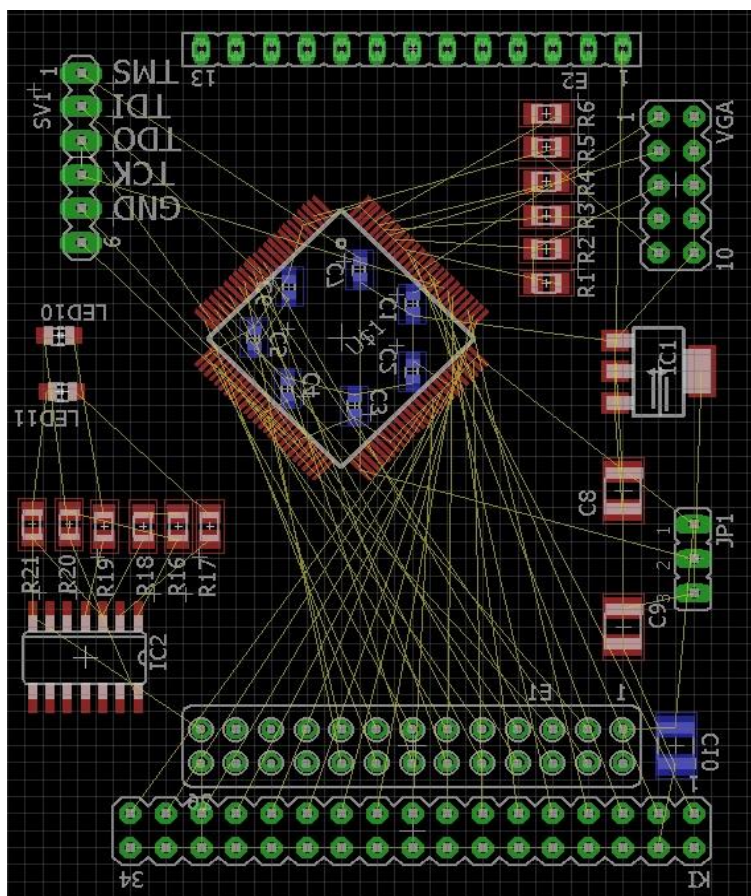 1
TMS
SV1
TDI
TDO
TCK
GND
6
13
E2
1
R6
R5
R4
R3
R2
R1
1
VGA
10
LED10
LED11
C7
C1
C5
C2
C4
C3
U$1
IC1
C8
JP1
1
2
3
C9
R21
R20
R19
R18
R16
R17
IC2
E1
1
C10
1
34
K1